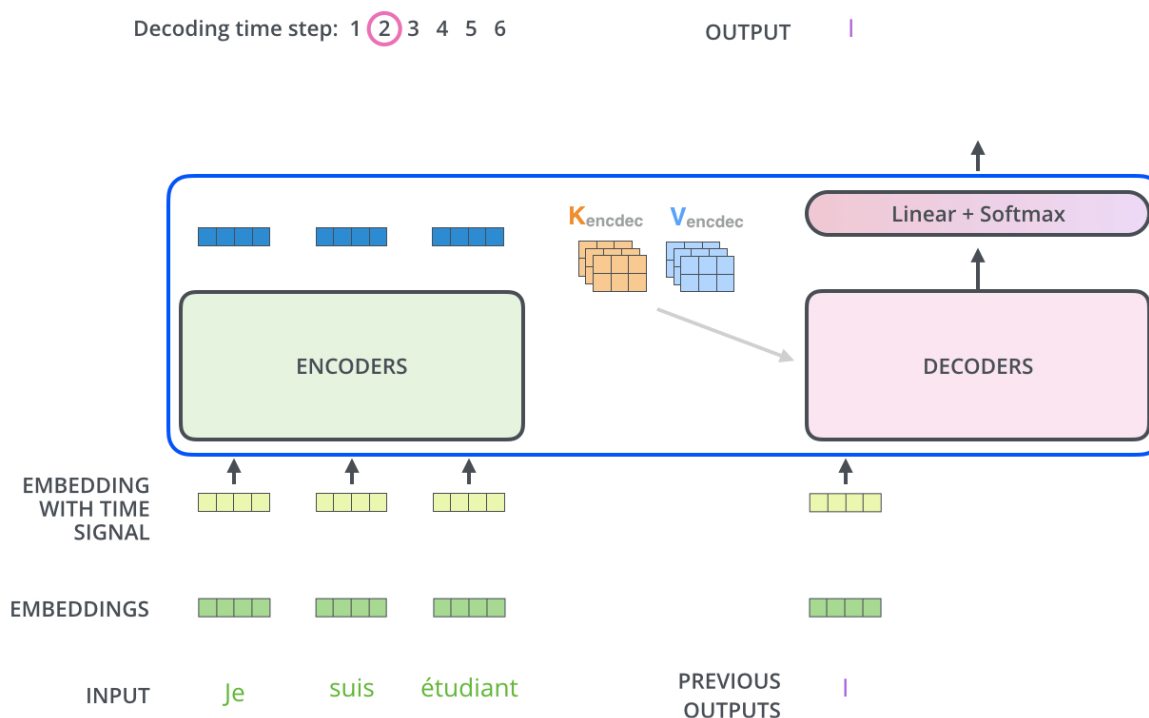 Decoding time step: 1 2 3 4 5 6
OUTPUT I
Kencdec Vencdec
Linear + Softmax
ENCODERS
DECODERS
EMBEDDING
WITH TIME
SIGNAL
EMBEDDINGS
INPUT Je suis étudiant
PREVIOUS
OUTPUTS I